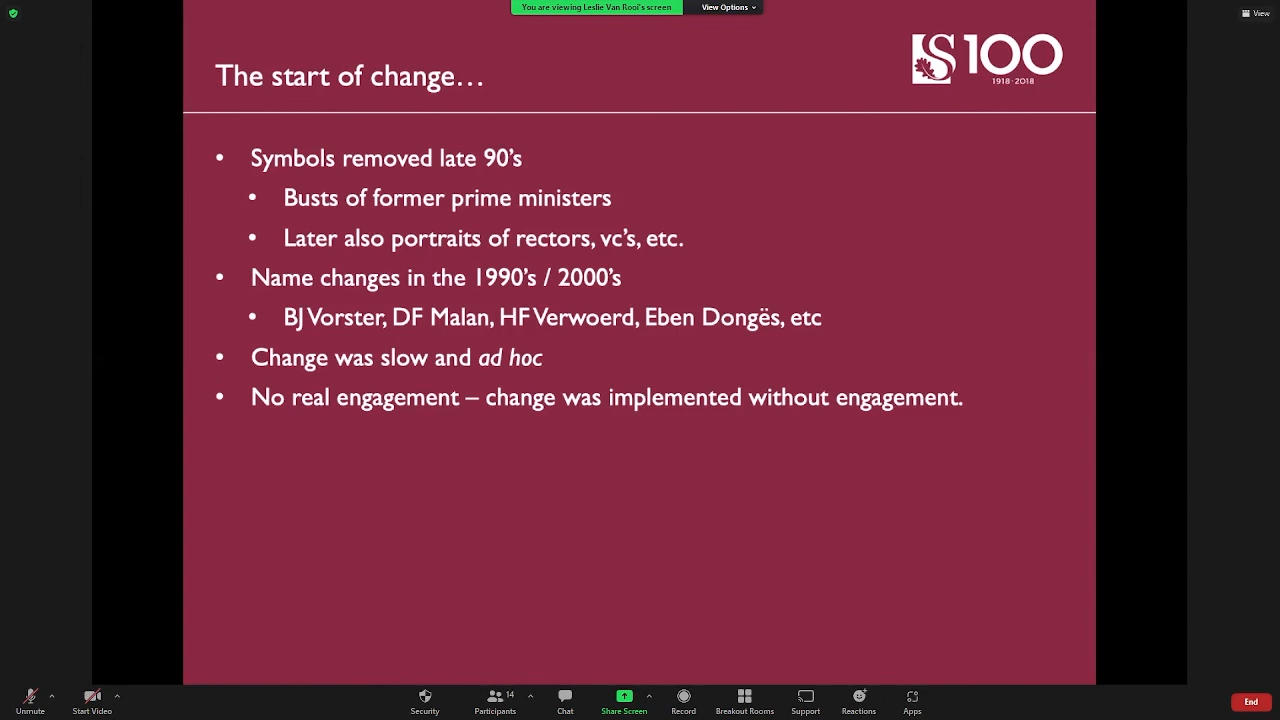 You are viewing Leslie Van Rooi's screen
View Options
View
The start of change…
S 100
1918 · 2018
• Symbols removed late 90's
• Busts of former prime ministers
• Later also portraits of rectors, vc's, etc.
• Name changes in the 1990's / 2000's
• BJ Vorster, DF Malan, HF Verwoerd, Eben Dongës, etc
• Change was slow and ad hoc
• No real engagement – change was implemented without engagement.
Unmute
Start Video
Security
14
Participants
Chat
Share Screen
Record
Breakout Rooms
Support
Reactions
Apps
End